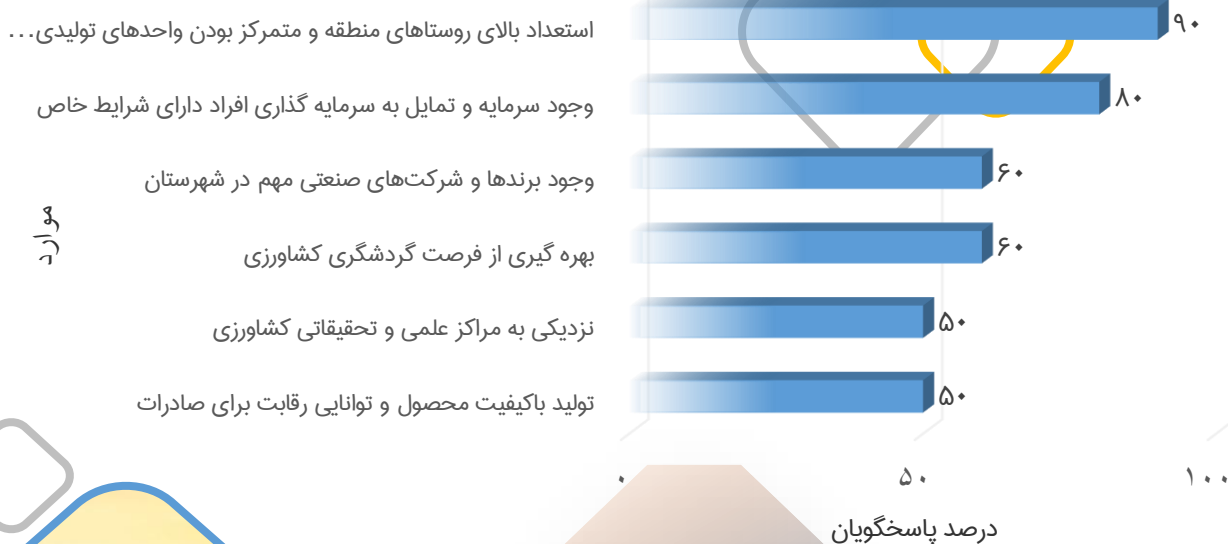 استعداد بالای روستاهای منطقه و متمرکز بودن واحدهای تولیدی...
۹۰
وجود سرمایه و تمایل به سرمایه گذاری افراد دارای شرایط خاص
۸۰
وجود برندها و شرکت‌های صنعتی مهم در شهرستان
۶۰
بهره گیری از فرصت گردشگری کشاورزی
۶۰
نزدیکی به مراکز علمی و تحقیقاتی کشاورزی
۵۰
تولید باکیفیت محصول و توانایی رقابت برای صادرات
۵۰
موارد
۰
۵۰
۱۰۰
درصد پاسخگویان